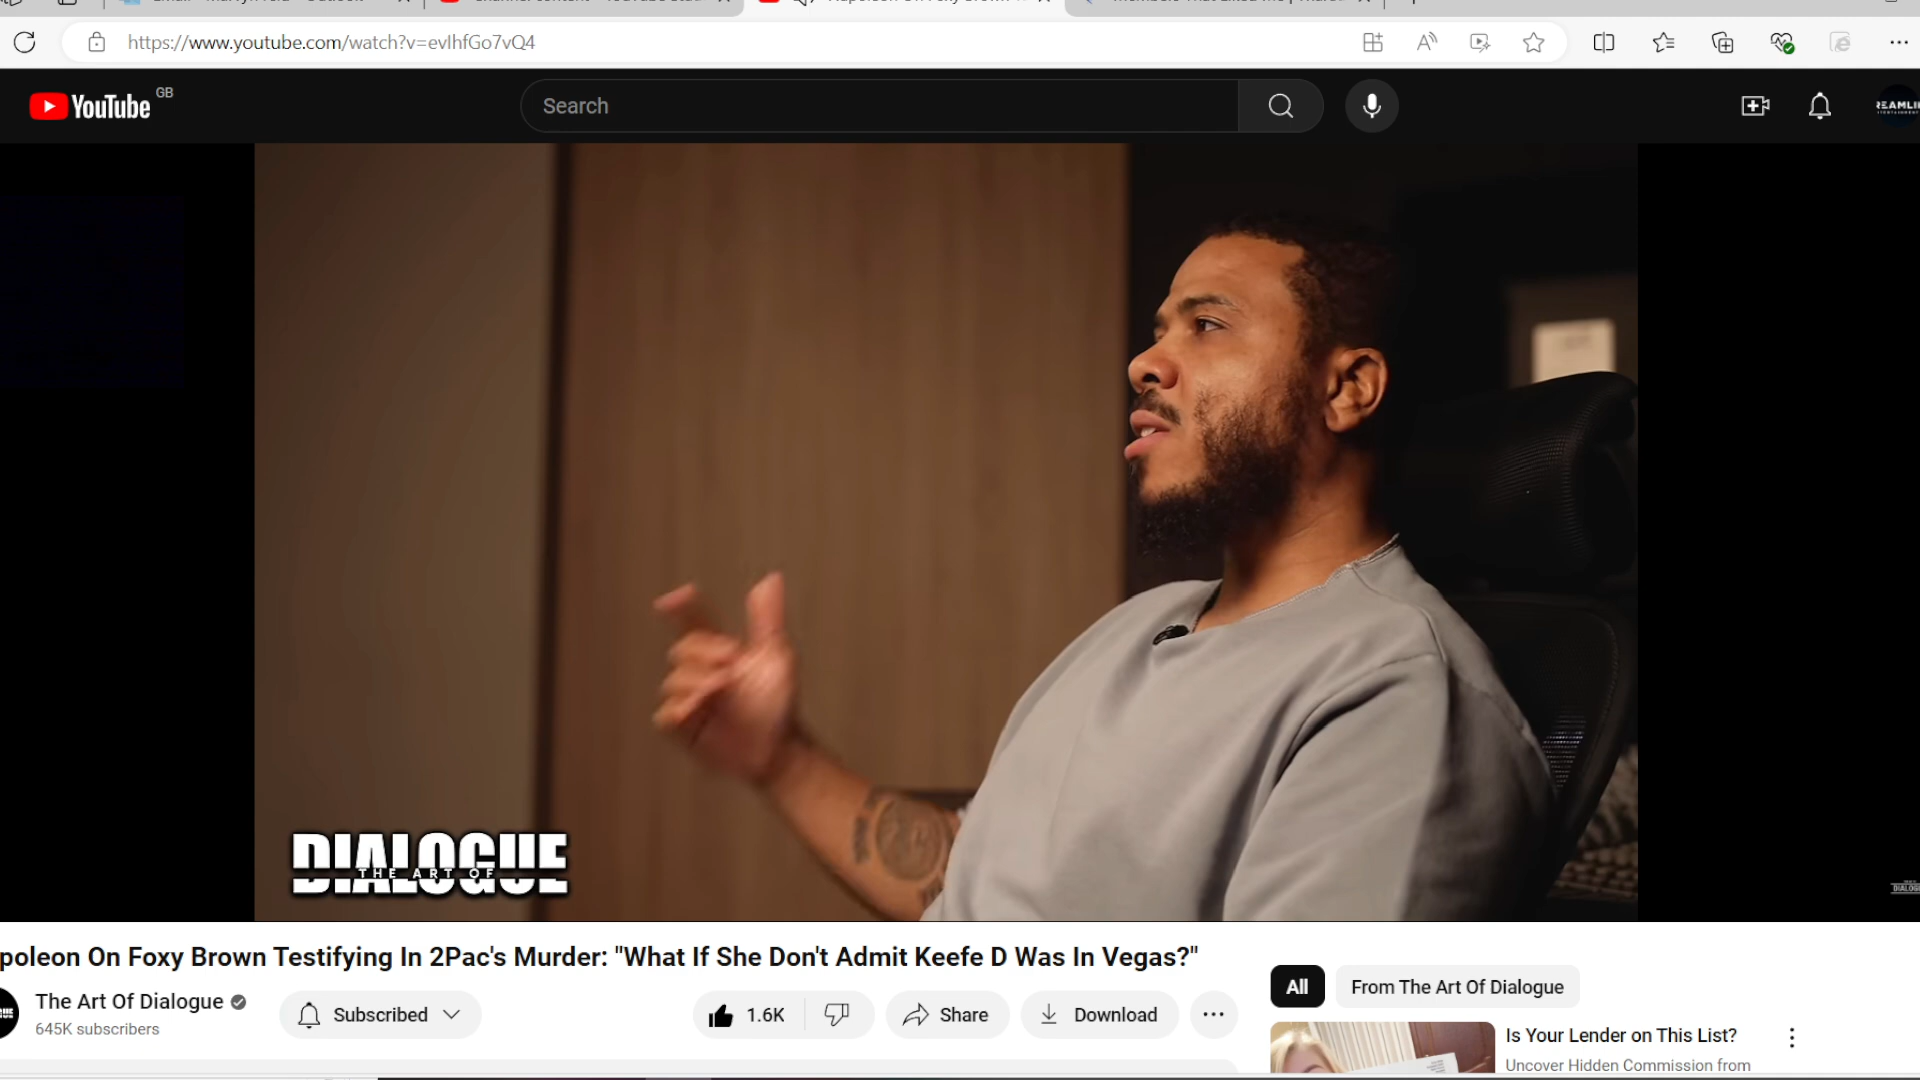 https://www.youtube.com/watch?v=evIhfGo7vQ4
YouTube GB
Search
DIALOGUE
THE ART OF
poleon On Foxy Brown Testifying In 2Pac's Murder: "What If She Don't Admit Keefe D Was In Vegas?"
The Art Of Dialogue
645K subscribers
Subscribed
1.6K
Share
Download
All
From The Art Of Dialogue
Is Your Lender on This List?
Uncover Hidden Commission from